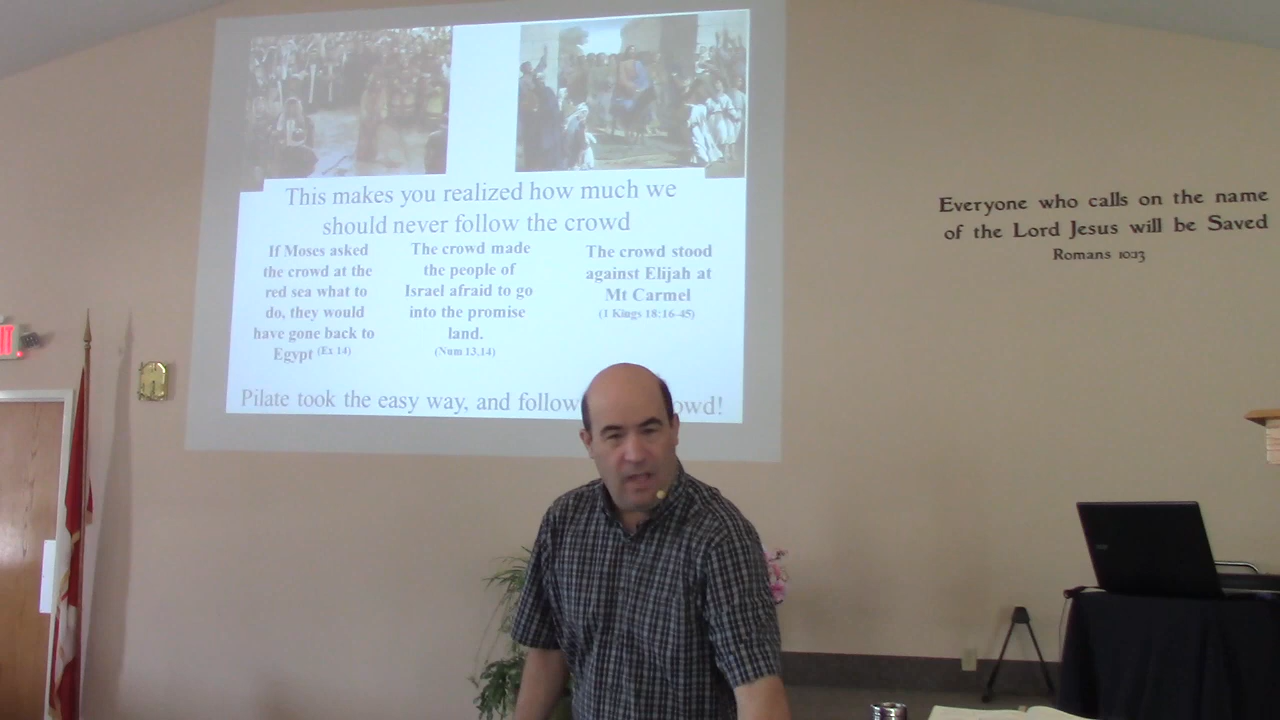 This makes you realized how much we
should never follow the crowd
If Moses asked
the crowd at the
red sea what to
do, they would
have gone back to
Egypt (Ex 14)
The crowd made
the people of
Israel afraid to go
into the promise
land.
(Num 13,14)
The crowd stood
against Elijah at
Mt Carmel
(1 Kings 18:16-45)
Pilate took the easy way, and follow owd!
Everyone who calls on the name
of the Lord Jesus will be Saved
Romans 10:13
IT